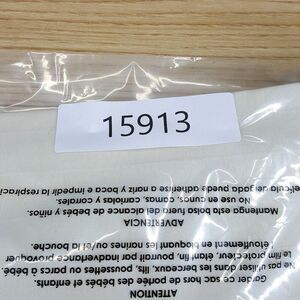 15913
ATTENTION
Garder ce sac hors de portée des bébés et enfants.
Ne pas utiliser dans les berceaux, lits, poussettes, ou parcs à bébé.
Le film protecteur fin, pourrait par inadvertance provoquer
étouffement en bloquant les narines ou/et la bouche.
ADVERTENCIA
Mantenga esta bolsa fuera del alcance de bebés y niños.
No use en cunas, camas, carriolas y corrales.
delgada puede adherirse a nariz o boca e impedir la respiraci